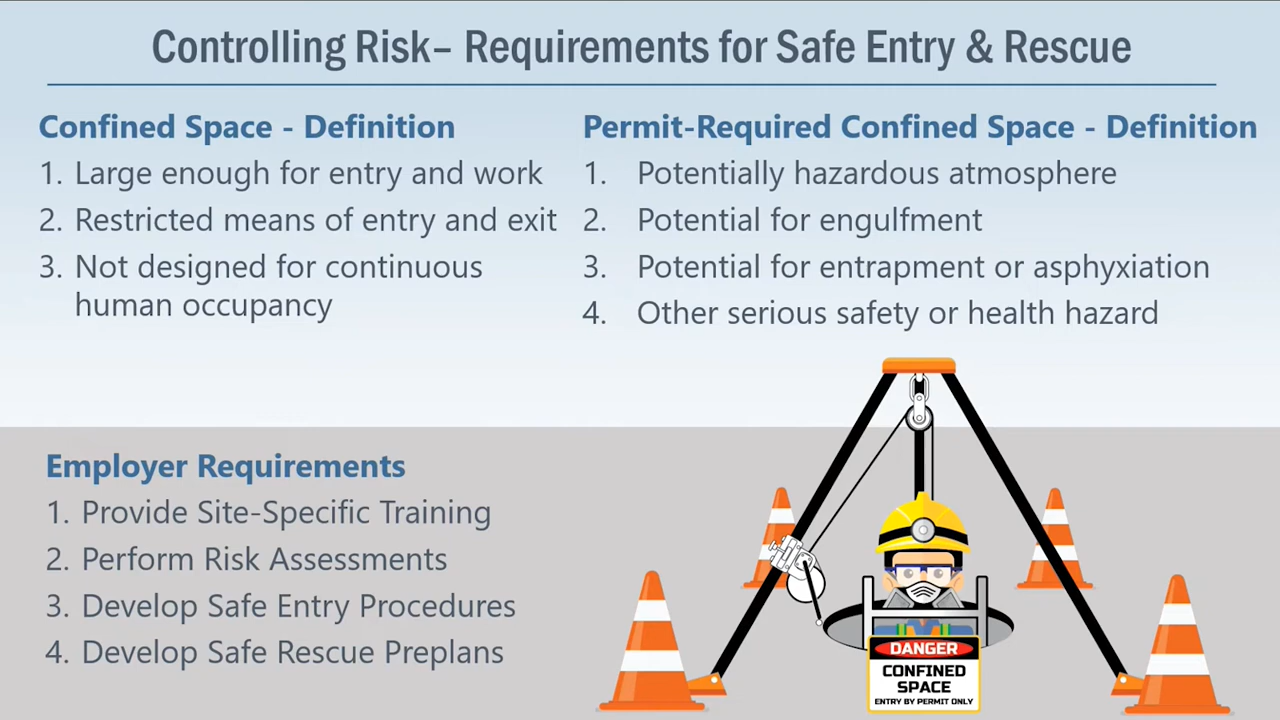 Controlling Risk– Requirements for Safe Entry & Rescue
Confined Space - Definition
1. Large enough for entry and work
2. Restricted means of entry and exit
3. Not designed for continuous
human occupancy
Permit-Required Confined Space - Definition
1. Potentially hazardous atmosphere
2. Potential for engulfment
3. Potential for entrapment or asphyxiation
4. Other serious safety or health hazard
Employer Requirements
1. Provide Site-Specific Training
2. Perform Risk Assessments
3. Develop Safe Entry Procedures
4. Develop Safe Rescue Preplans
DANGER
CONFINED
SPACE
ENTRY BY PERMIT ONLY